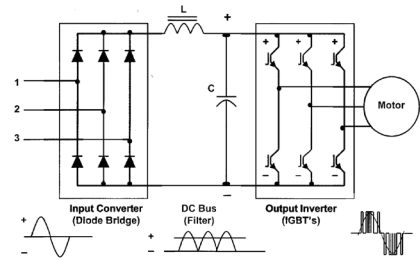 L
+
+ + +
1
2
3
C
Motor
– – –
–
Input Converter
(Diode Bridge)
DC Bus
(Filter)
Output Inverter
(IGBT's)
+
–
+
–